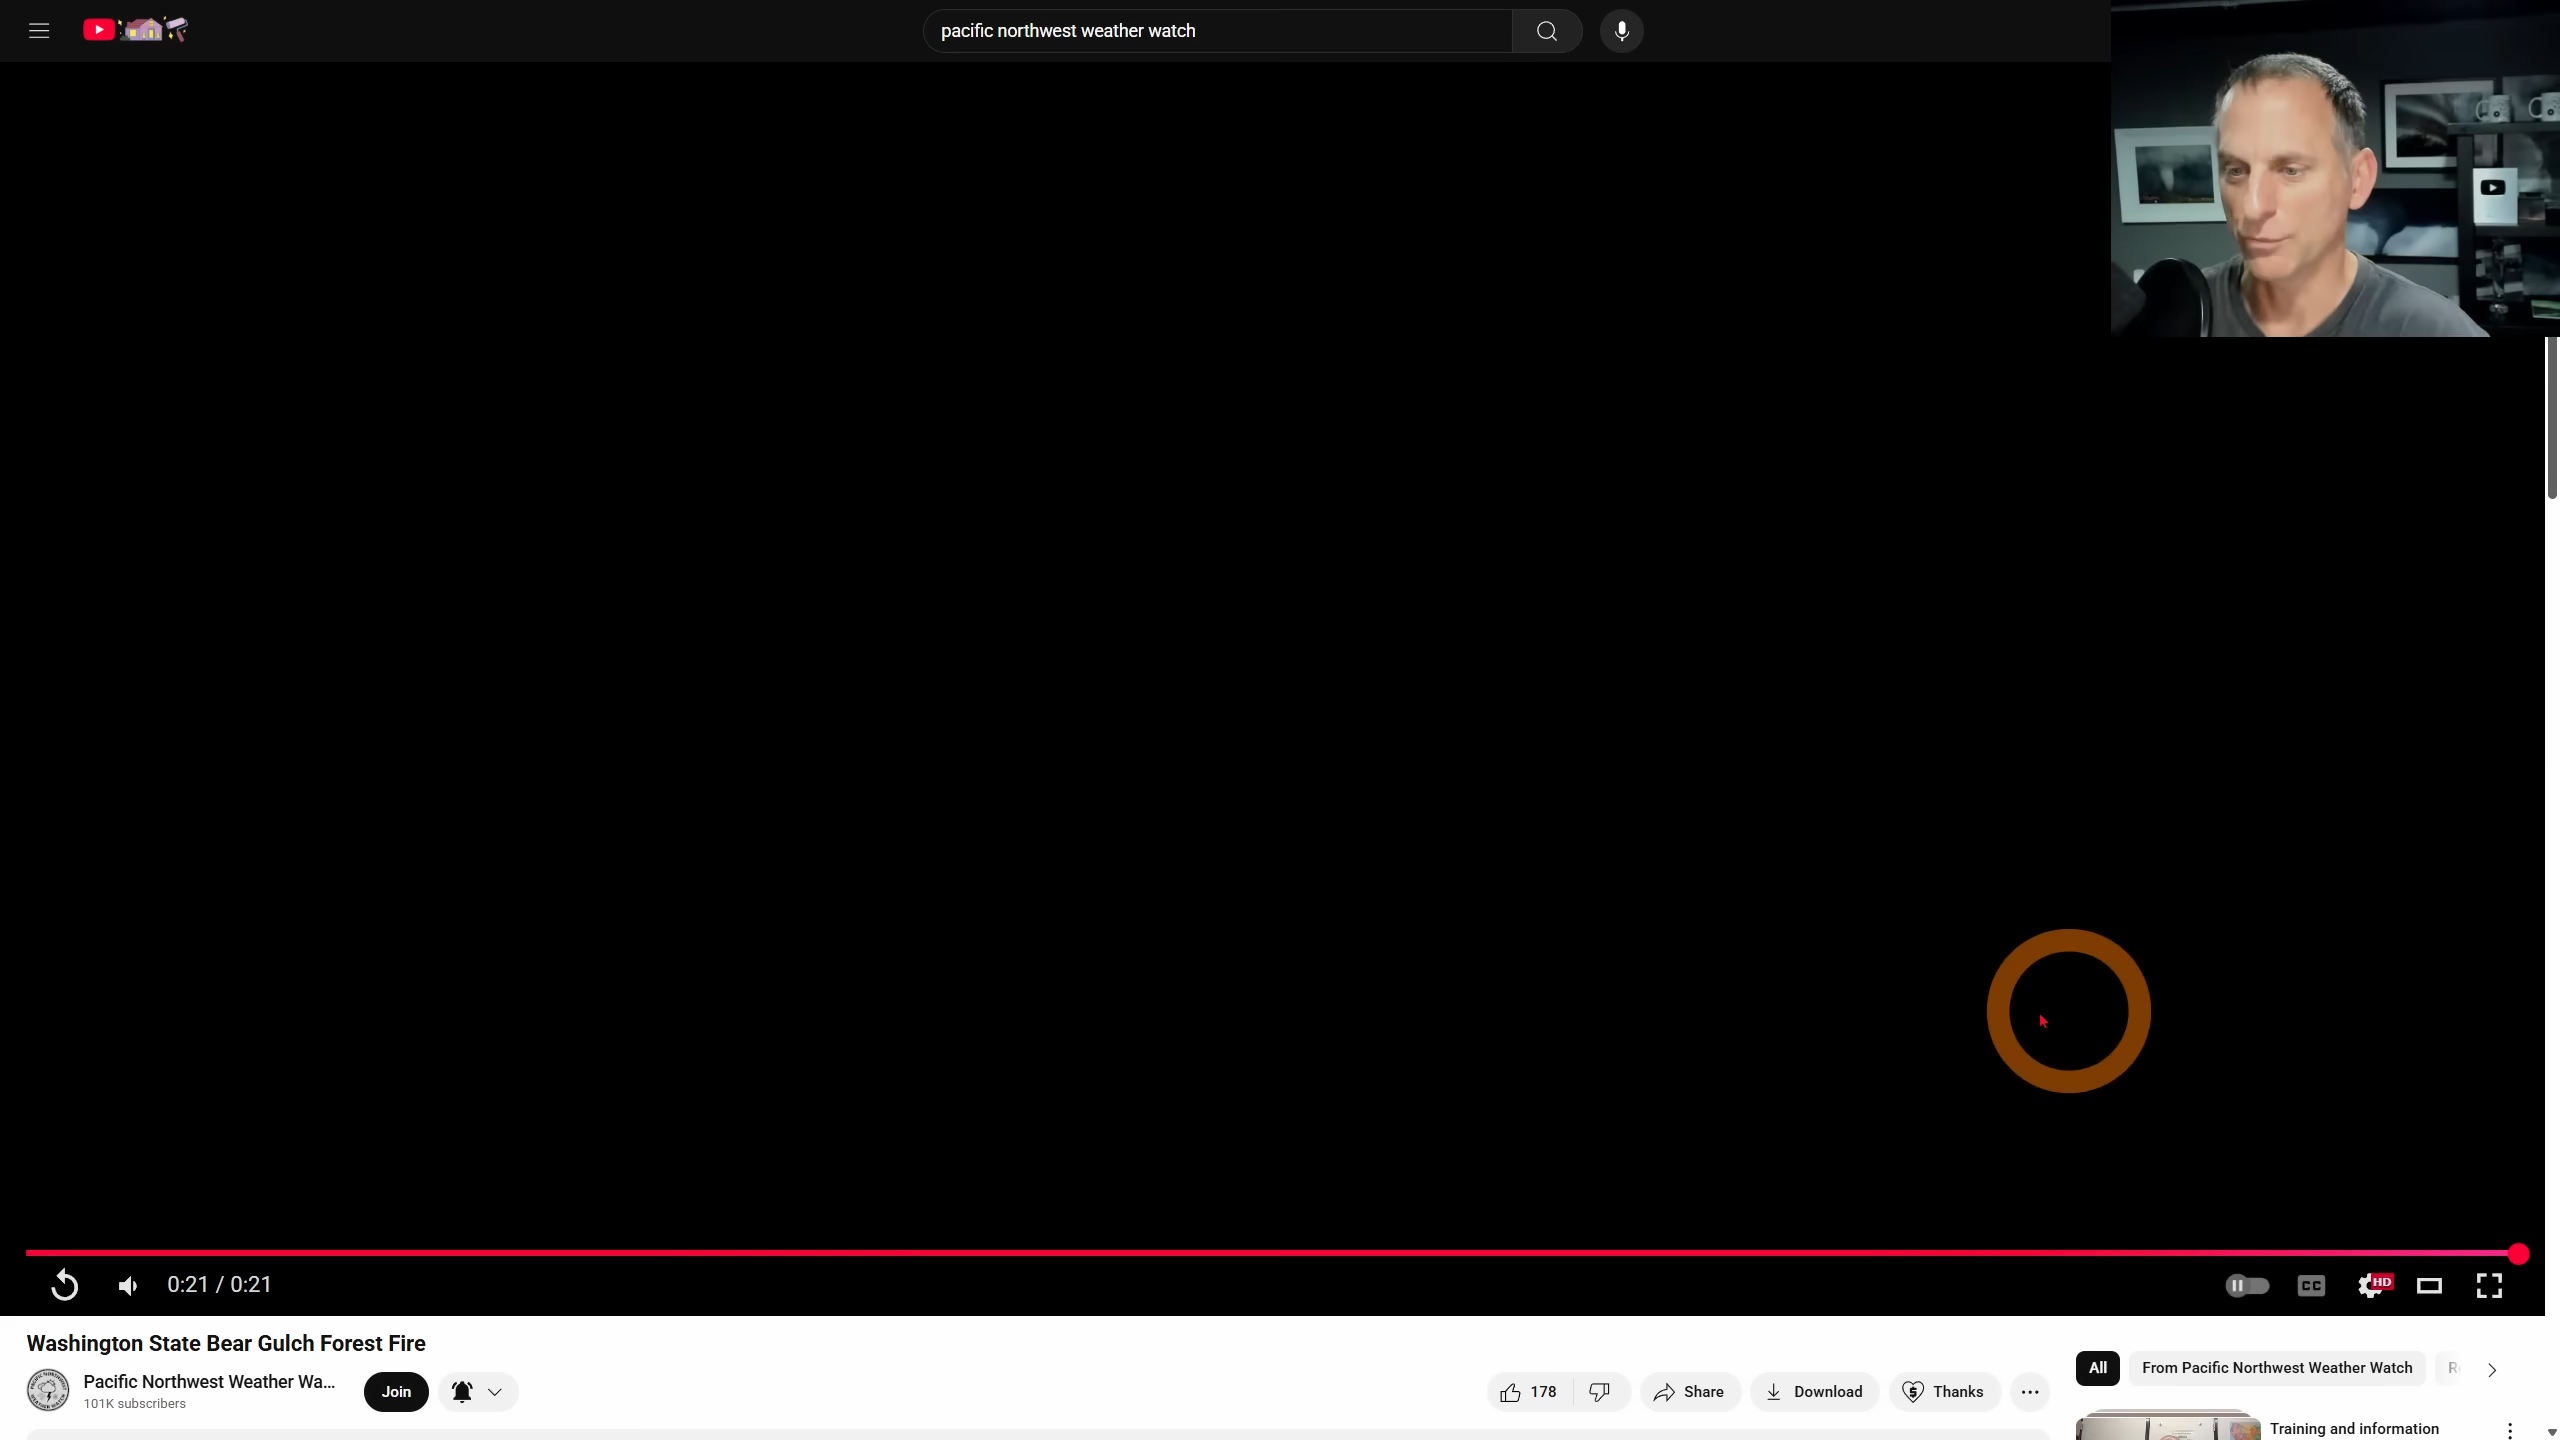 pacific northwest weather watch
0:21 / 0:21
CC
HD
Washington State Bear Gulch Forest Fire
Pacific Northwest Weather Wa...
101K subscribers
Join
178
Share
Download
Thanks
All
From Pacific Northwest Weather Watch
Training and information